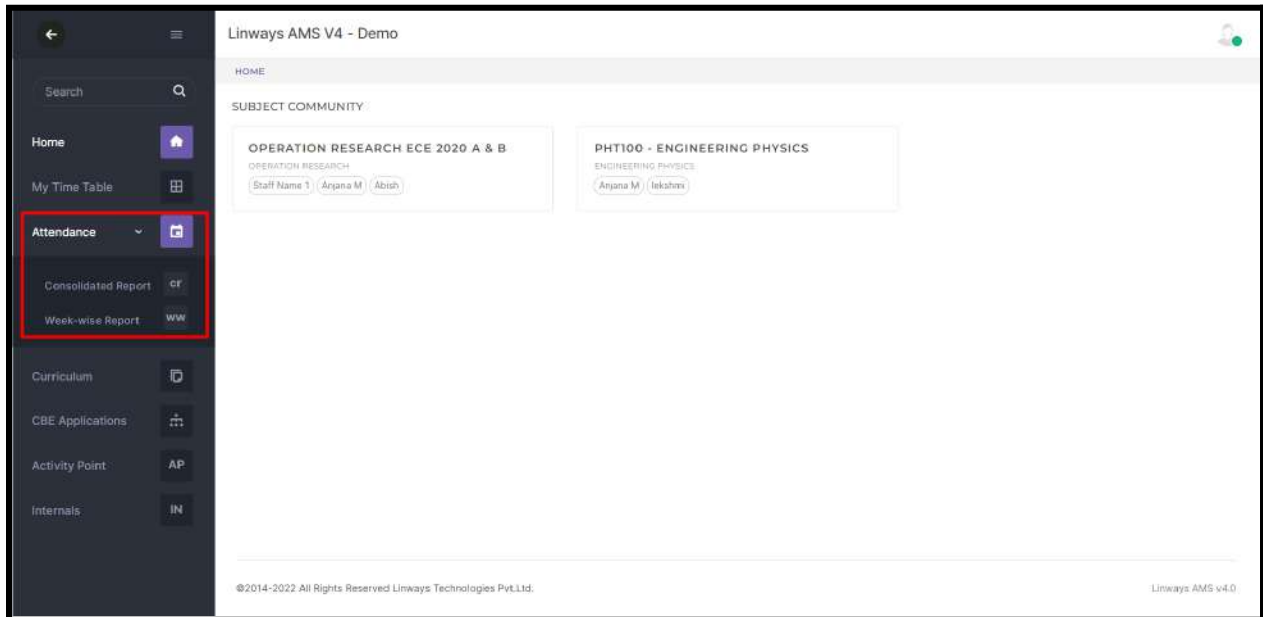 Linways AMS V4 - Demo
Search
Home
My Time Table
Attendance
Consolidated Report cr
Week-wise Report ww
Curriculum
CBE Applications
Activity Point AP
Internals IN
HOME
SUBJECT COMMUNITY
OPERATION RESEARCH ECE 2020 A & B
OPERATION RESEARCH
Staff Name 1 Anjana M Abish
PHT100 - ENGINEERING PHYSICS
ENGINEERING PHYSICS
Anjana M lekshmi
©2014-2022 All Rights Reserved Linways Technologies Pvt.Ltd.
Linways AMS v4.0